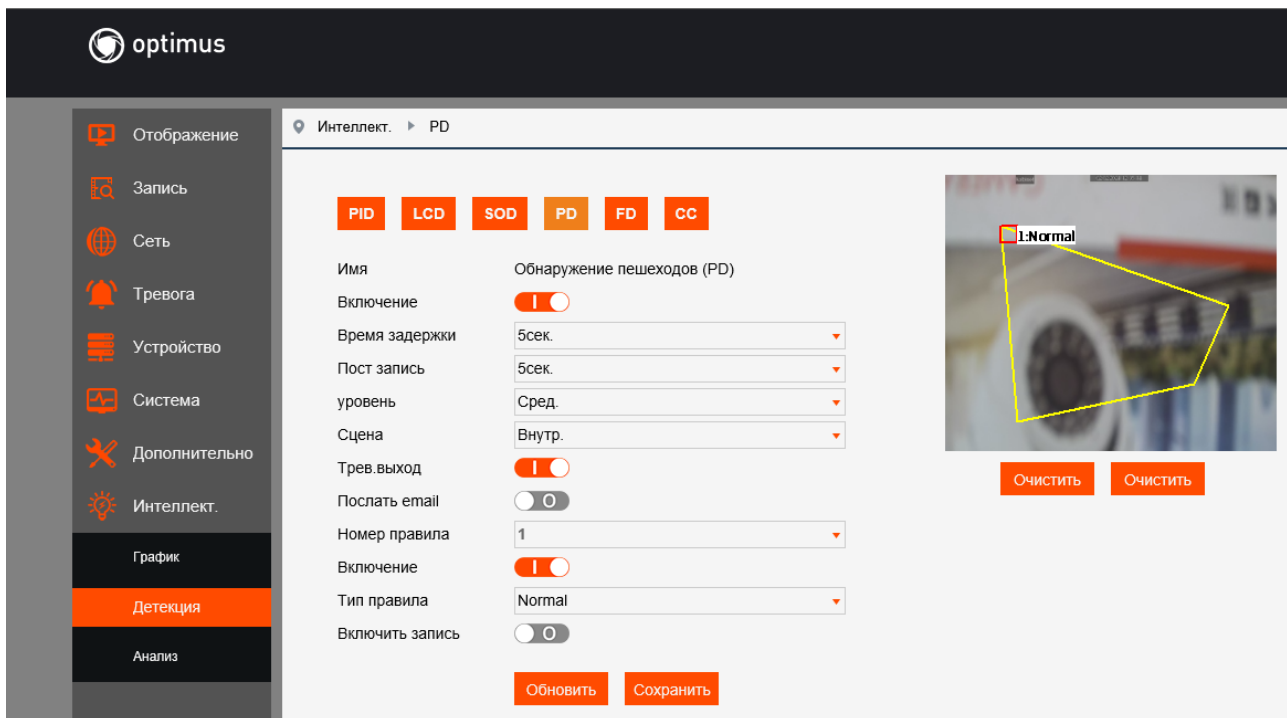 optimus
Отображение
Запись
Сеть
Тревога
Устройство
Система
Дополнительно
Интеллект.
График
Детекция
Анализ
Интеллект. PD
PID LCD SOD PD FD CC
Имя Обнаружение пешеходов (PD)
Включение
Время задержки 5сек.
Пост запись 5сек.
уровень Сред.
Сцена Внутр.
Трев.выход
Послать email
Номер правила 1
Включение
Тип правила Normal
Включить запись
Обновить Сохранить
1:Normal
Очистить Очистить